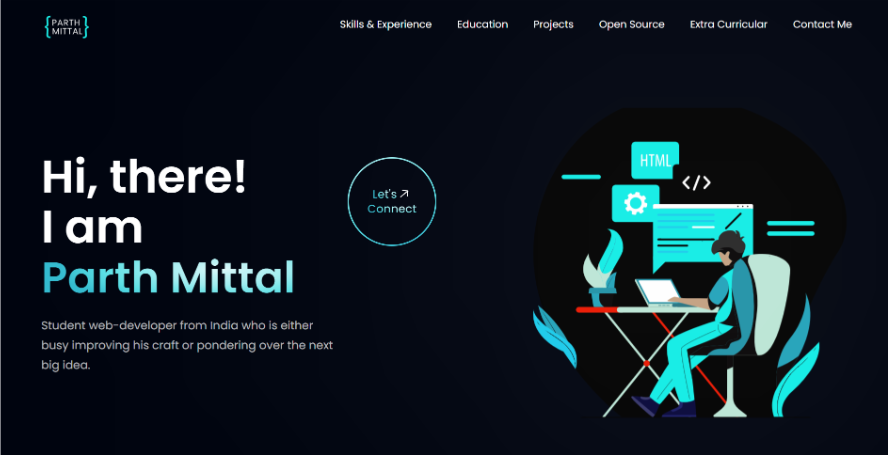 {PARTH
MITTAL}
Skills & Experience Education Projects Open Source Extra Curricular Contact Me
Hi, there!
I am
Parth Mittal
Let's ↗
Connect
Student web-developer from India who is either
busy improving his craft or pondering over the next
big idea.
HTML
</>